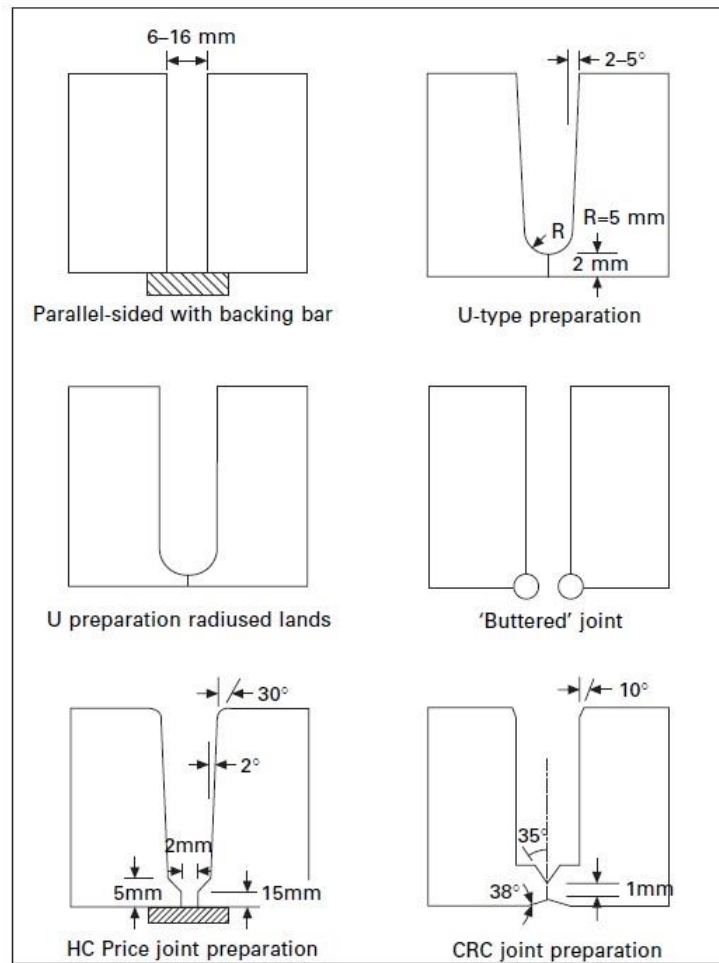 6–16 mm
Parallel-sided with backing bar
2–5°
R
R=5 mm
2 mm
U-type preparation
U preparation radiused lands
'Buttered' joint
30°
2°
2mm
5mm
15mm
HC Price joint preparation
10°
35°
38°
1mm
CRC joint preparation